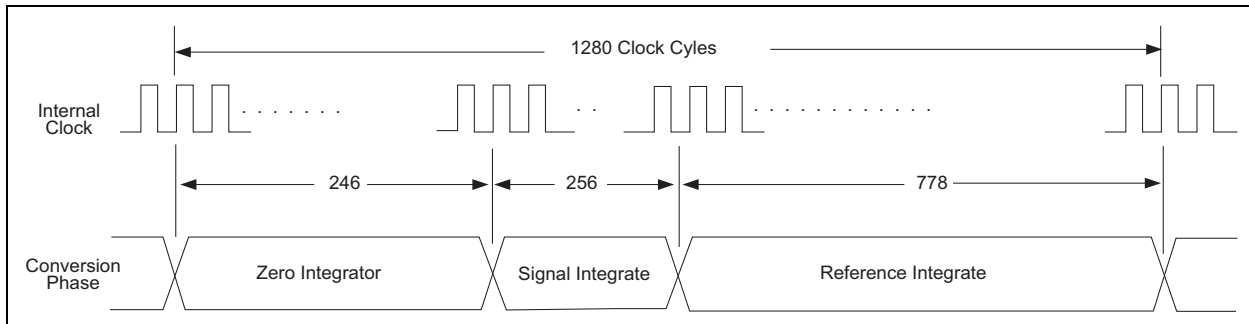 1280 Clock Cyles
Internal
Clock
246
256
778
Conversion
Phase
Zero Integrator
Signal Integrate
Reference Integrate